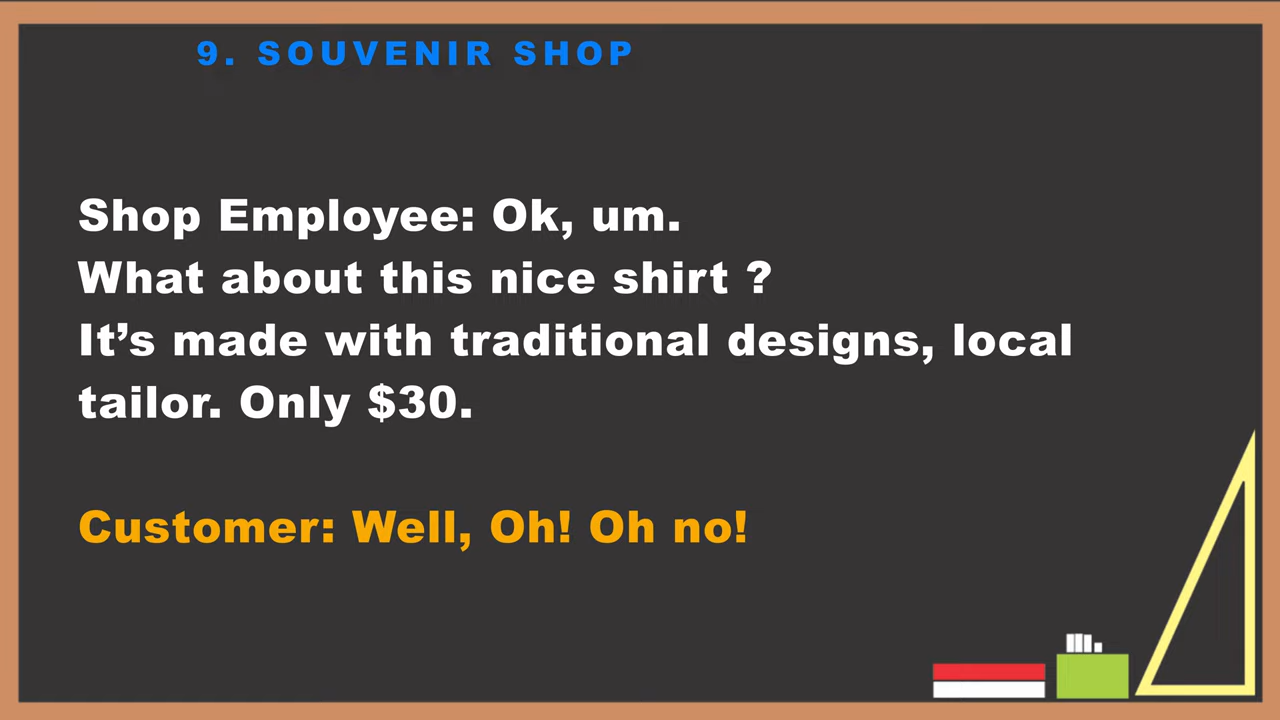 9. SOUVENIR SHOP
Shop Employee: Ok, um.
What about this nice shirt ?
It’s made with traditional designs, local
tailor. Only $30.
Customer: Well, Oh! Oh no!